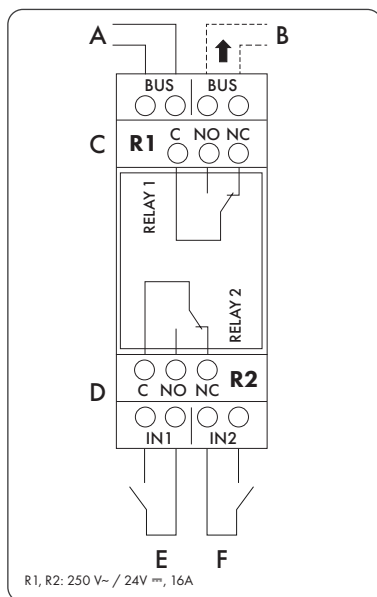 A B
BUS BUS
C R1 C NO NC
RELAY 1
RELAY 2
C NO NC R2
D
IN1 IN2
E F
R1, R2: 250 V~ / 24V ⎓, 16A